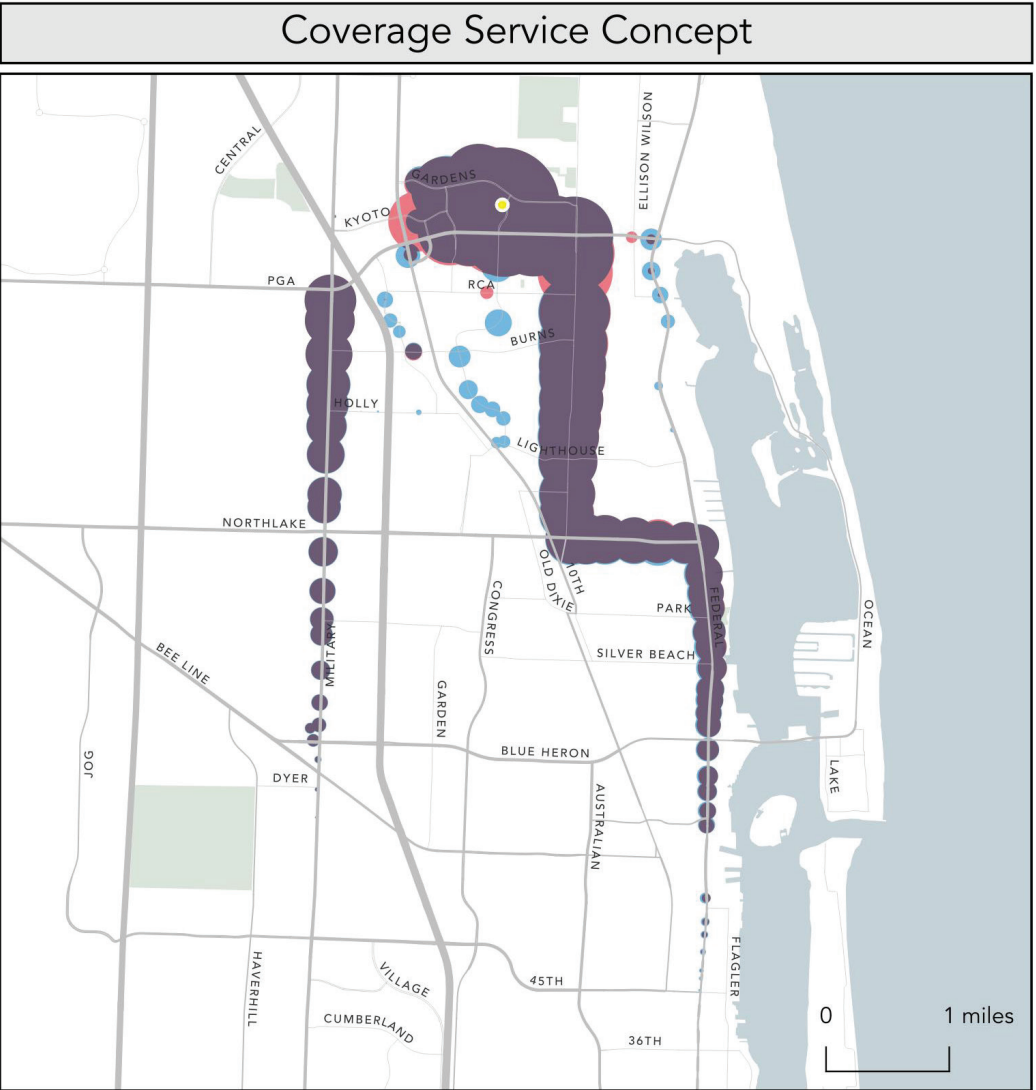 Coverage Service Concept
ELLISON WILSON
CENTRAL
GARDENS
KYOTO
PGA
RCA
BURNS
HOLLY
LIGHTHOUSE
NORTHLAKE
OLD DIXIE
10TH
CONGRESS
PARK
FEDERAL
OCEAN
MILITARY
SILVER BEACH
BEE LINE
GARDEN
BLUE HERON
JOG
DYER
LAKE
AUSTRALIAN
HAVERHILL
VILLAGE
45TH
FLAGLER
CUMBERLAND
36TH
0
1 miles